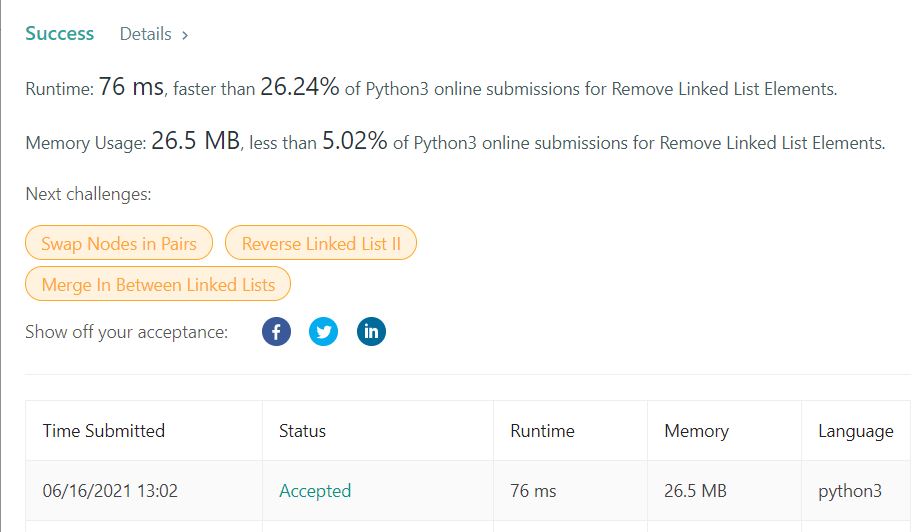 Success Details >
Runtime: 76 ms, faster than 26.24% of Python3 online submissions for Remove Linked List Elements.
Memory Usage: 26.5 MB, less than 5.02% of Python3 online submissions for Remove Linked List Elements.
Next challenges:
Swap Nodes in Pairs Reverse Linked List II
Merge In Between Linked Lists
Show off your acceptance: f in
Time Submitted Status Runtime Memory Language
06/16/2021 13:02 Accepted 76 ms 26.5 MB python3